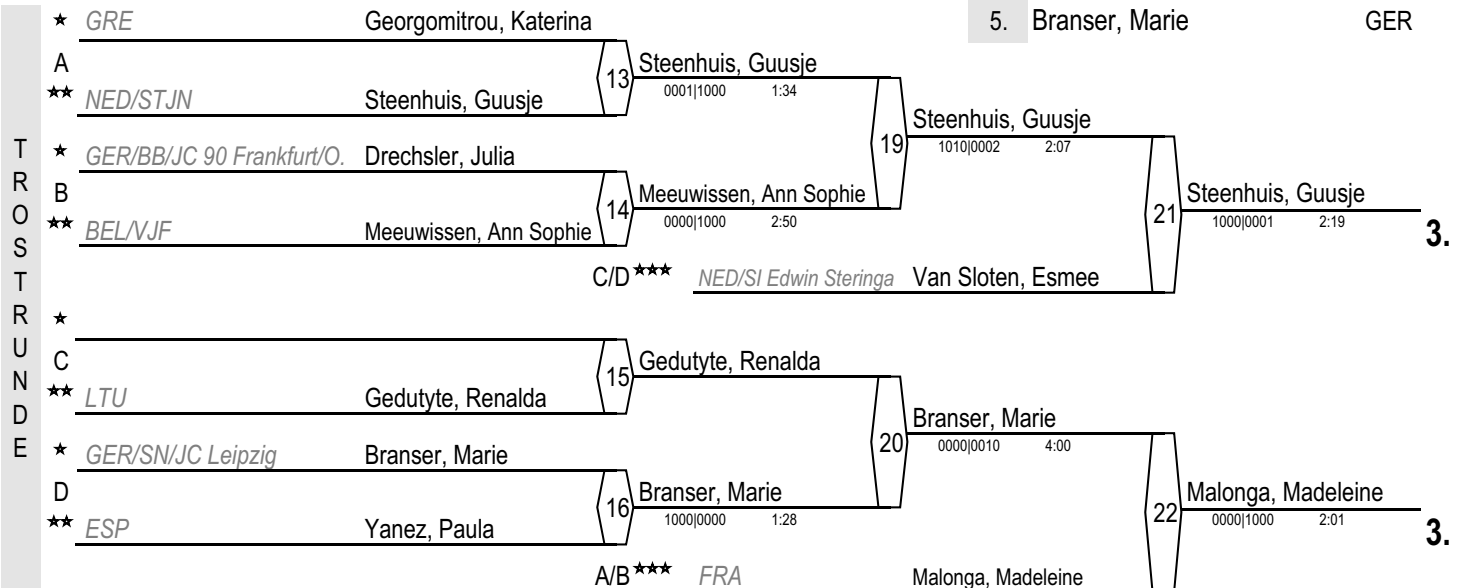 ★ GRE Georgomitrou, Katerina
5. Branser, Marie GER
A
13 Steenhuis, Guusje
0001|1000 1:34
★★ NED/STJN Steenhuis, Guusje
19 Steenhuis, Guusje
1010|0002 2:07
★ GER/BB/JC 90 Frankfurt/O. Drechsler, Julia
B
14 Meeuwissen, Ann Sophie
0000|1000 2:50
★★ BEL/VJF Meeuwissen, Ann Sophie
21 Steenhuis, Guusje
1000|0001 2:19
3.
C/D ★★★ NED/SI Edwin Steringa Van Sloten, Esmee
TROSTRUNDE
★
C
15 Gedutyte, Renalda
★★ LTU Gedutyte, Renalda
20 Branser, Marie
0000|0010 4:00
★ GER/SN/JC Leipzig Branser, Marie
D
16 Branser, Marie
1000|0000 1:28
★★ ESP Yanez, Paula
22 Malonga, Madeleine
0000|1000 2:01
3.
A/B ★★★ FRA Malonga, Madeleine